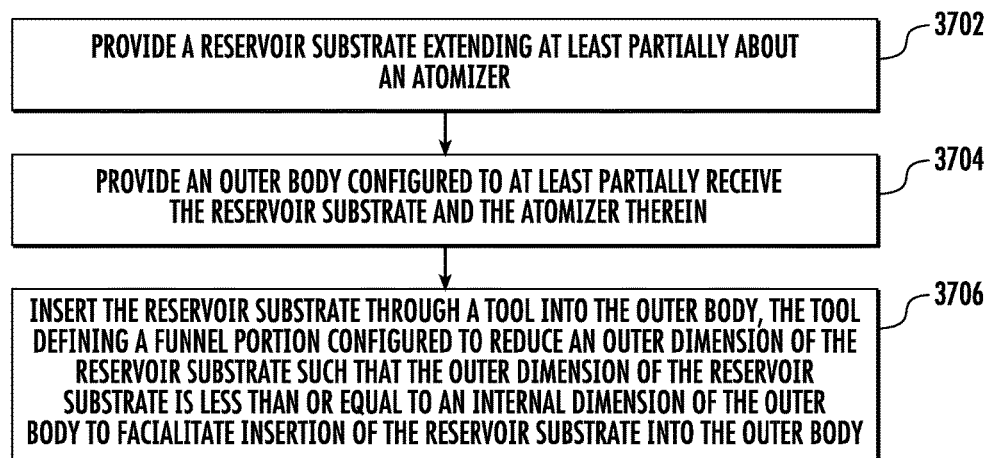 PROVIDE A RESERVOIR SUBSTRATE EXTENDING AT LEAST PARTIALLY ABOUT
AN ATOMIZER
3702
PROVIDE AN OUTER BODY CONFIGURED TO AT LEAST PARTIALLY RECEIVE
THE RESERVOIR SUBSTRATE AND THE ATOMIZER THEREIN
3704
INSERT THE RESERVOIR SUBSTRATE THROUGH A TOOL INTO THE OUTER BODY, THE TOOL
DEFINING A FUNNEL PORTION CONFIGURED TO REDUCE AN OUTER DIMENSION OF THE
RESERVOIR SUBSTRATE SUCH THAT THE OUTER DIMENSION OF THE RESERVOIR
SUBSTRATE IS LESS THAN OR EQUAL TO AN INTERNAL DIMENSION OF THE OUTER
BODY TO FACIALITATE INSERTION OF THE RESERVOIR SUBSTRATE INTO THE OUTER BODY
3706